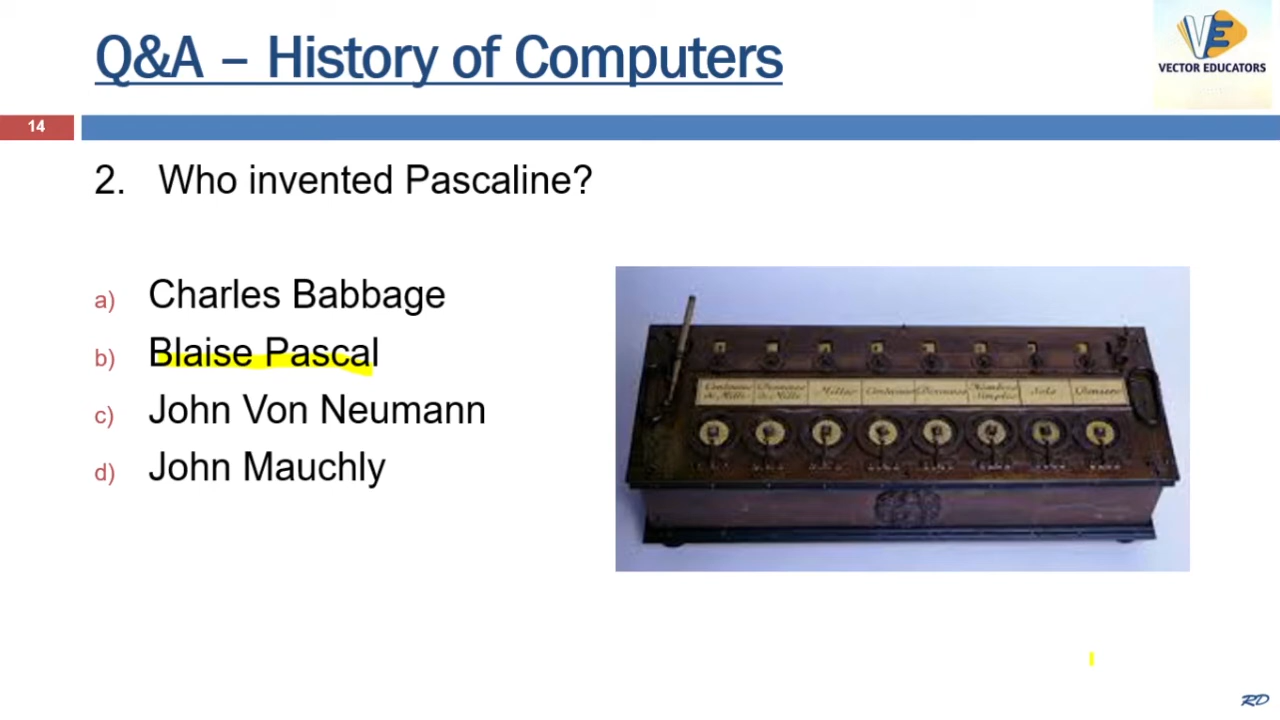 Q&A – History of Computers
VECTOR EDUCATORS
14
2. Who invented Pascaline?
a) Charles Babbage
b) Blaise Pascal
c) John Von Neumann
d) John Mauchly
RD